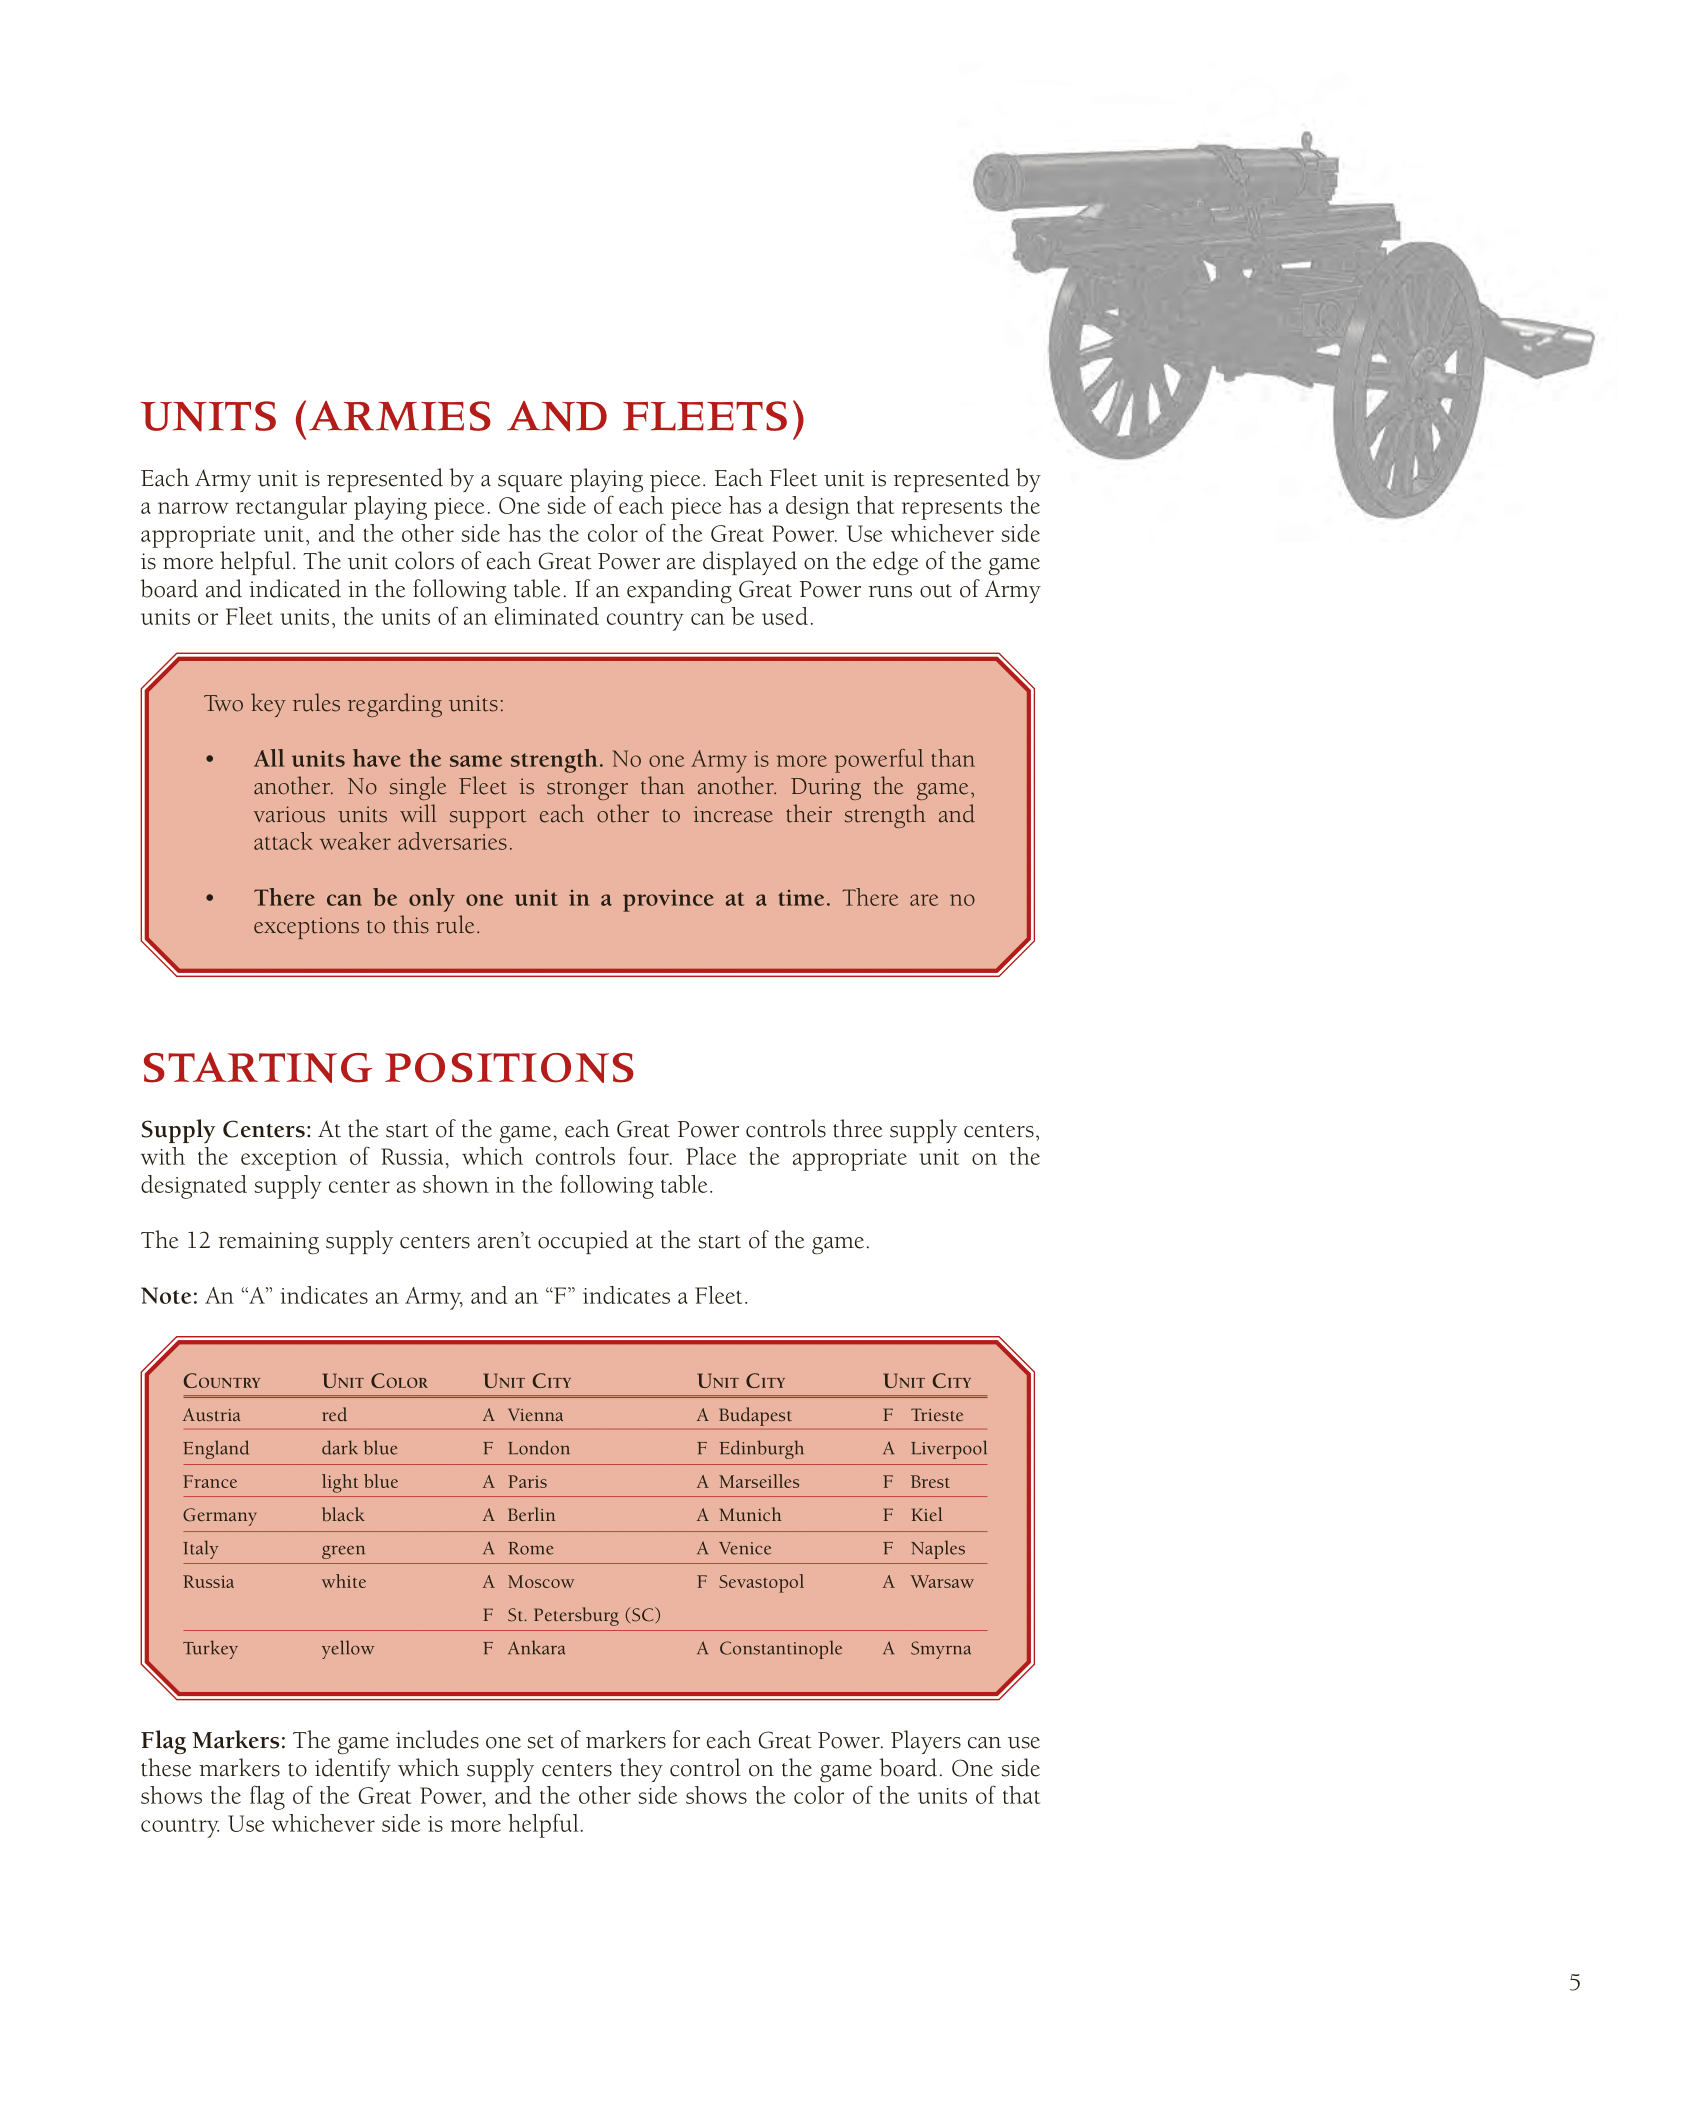 UNITS (ARMIES AND FLEETS)
Each Army unit is represented by a square playing piece. Each Fleet unit is represented by
a narrow rectangular playing piece. One side of each piece has a design that represents the
appropriate unit, and the other side has the color of the Great Power. Use whichever side
is more helpful. The unit colors of each Great Power are displayed on the edge of the game
board and indicated in the following table. If an expanding Great Power runs out of Army
units or Fleet units, the units of an eliminated country can be used.
Two key rules regarding units:
• All units have the same strength. No one Army is more powerful than
another. No single Fleet is stronger than another. During the game,
various units will support each other to increase their strength and
attack weaker adversaries.
• There can be only one unit in a province at a time. There are no
exceptions to this rule.
STARTING POSITIONS
Supply Centers: At the start of the game, each Great Power controls three supply centers,
with the exception of Russia, which controls four. Place the appropriate unit on the
designated supply center as shown in the following table.
The 12 remaining supply centers aren’t occupied at the start of the game.
Note: An “A” indicates an Army, and an “F” indicates a Fleet.
Country Unit Color Unit City Unit City Unit City
Austria red A Vienna A Budapest F Trieste
England dark blue F London F Edinburgh A Liverpool
France light blue A Paris A Marseilles F Brest
Germany black A Berlin A Munich F Kiel
Italy green A Rome A Venice F Naples
Russia white A Moscow F Sevastopol A Warsaw
F St. Petersburg (SC)
Turkey yellow F Ankara A Constantinople A Smyrna
Flag Markers: The game includes one set of markers for each Great Power. Players can use
these markers to identify which supply centers they control on the game board. One side
shows the flag of the Great Power, and the other side shows the color of the units of that
country. Use whichever side is more helpful.
5